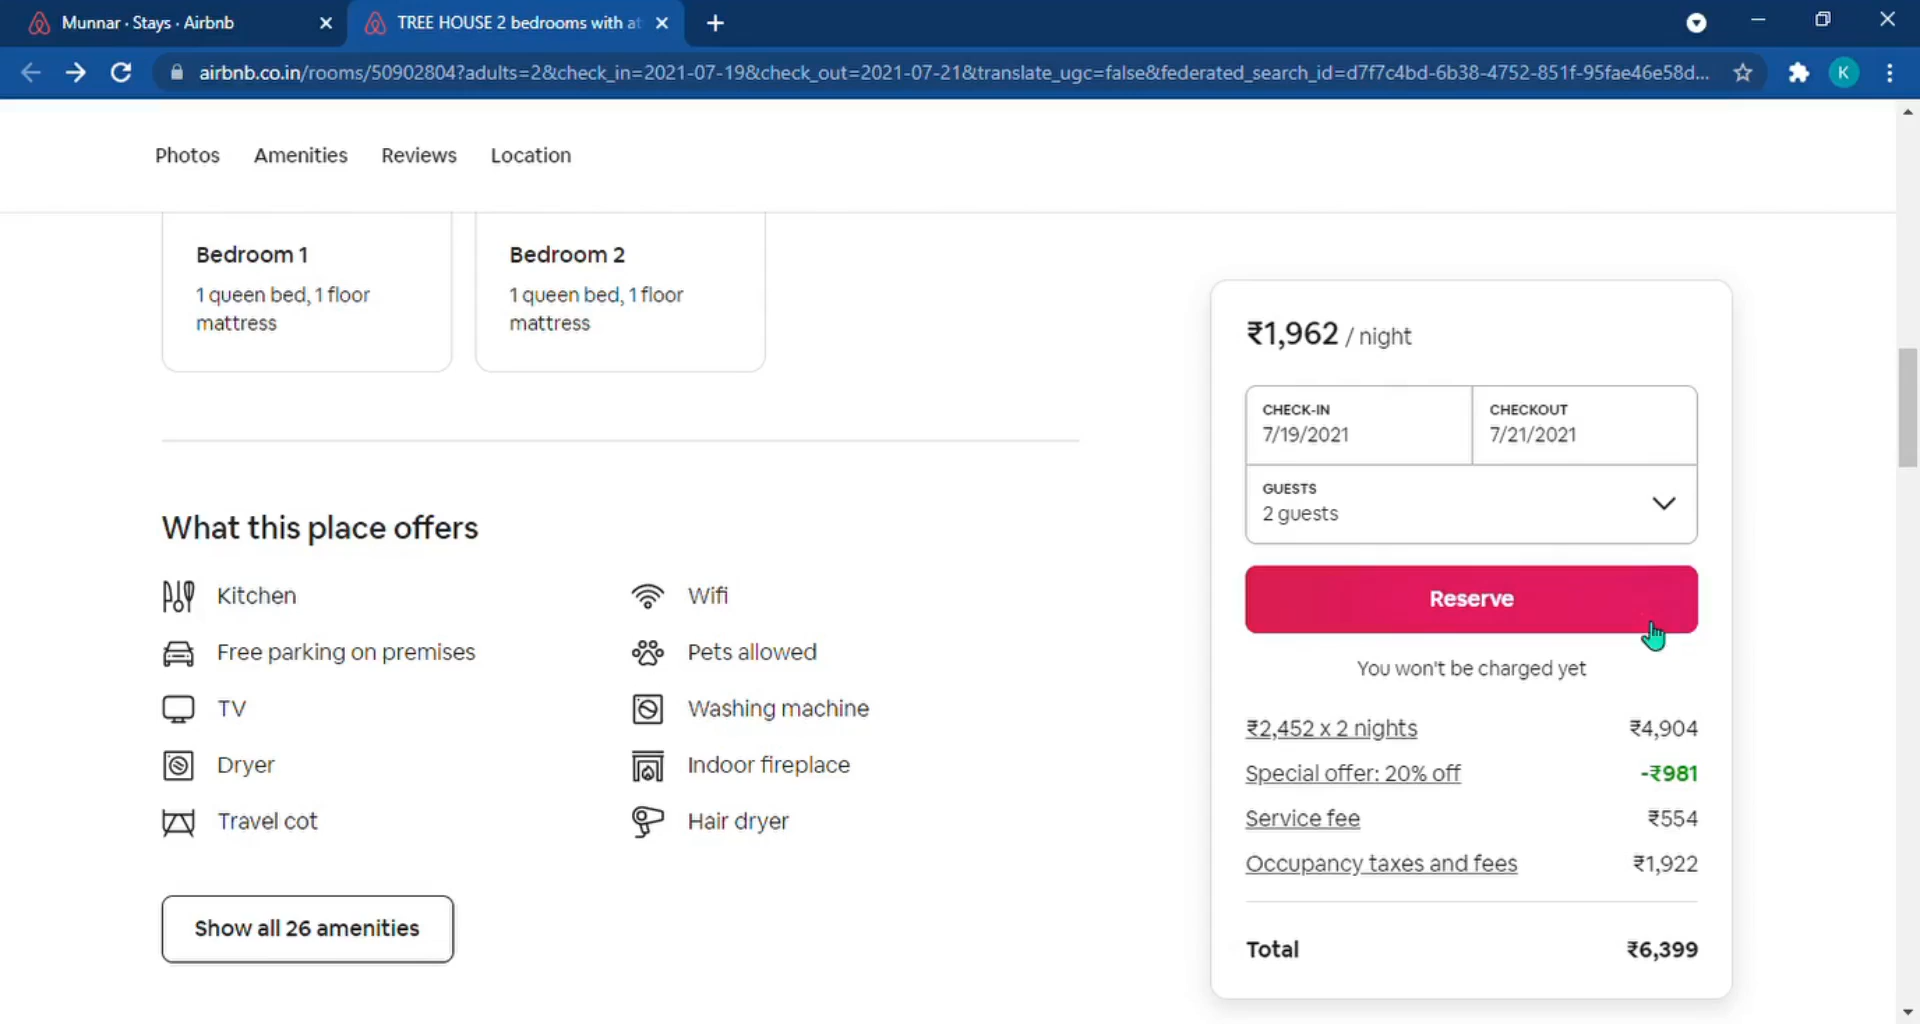 Munnar · Stays · Airbnb
TREE HOUSE 2 bedrooms with at
airbnb.co.in/rooms/50902804?adults=2&check_in=2021-07-19&check_out=2021-07-21&translate_ugc=false&federated_search_id=d7f7c4bd-6b38-4752-851f-95fae46e58d...
K
Photos Amenities Reviews Location
Bedroom 1
1 queen bed, 1 floor
mattress
Bedroom 2
1 queen bed, 1 floor
mattress
What this place offers
Kitchen
Wifi
Free parking on premises
Pets allowed
TV
Washing machine
Dryer
Indoor fireplace
Travel cot
Hair dryer
Show all 26 amenities
₹1,962 / night
CHECK-IN
7/19/2021
CHECKOUT
7/21/2021
GUESTS
2 guests
Reserve
You won't be charged yet
₹2,452 x 2 nights ₹4,904
Special offer: 20% off -₹981
Service fee ₹554
Occupancy taxes and fees ₹1,922
Total ₹6,399